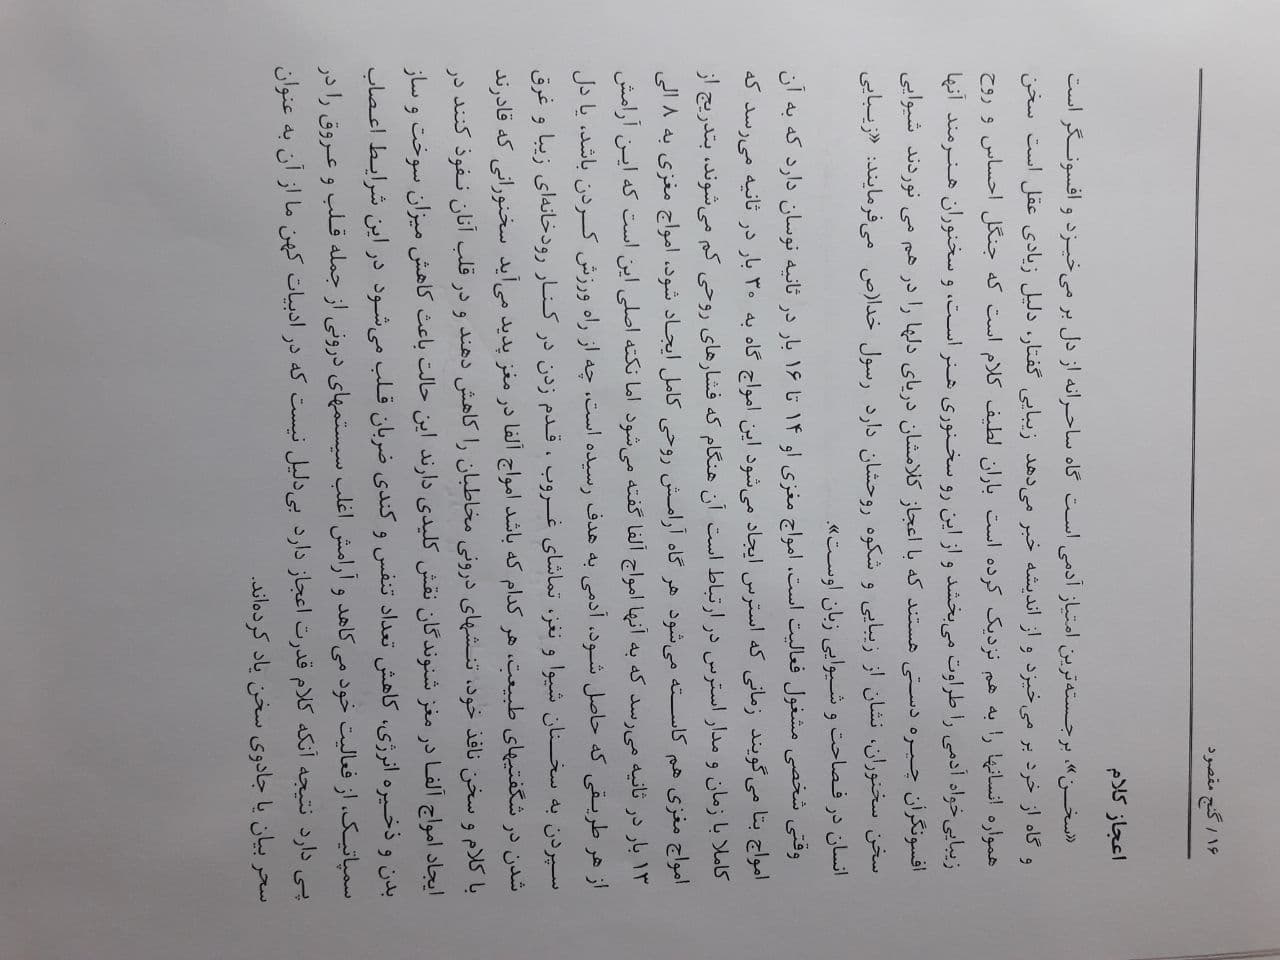 ۱۶ / گنج مقصود
اعجاز کلام
«سخن»، برجسته‌ترین امتیاز آدمی است گاه ساحرانه از دل بر می‌خیزد و افسونگر است
و گاه از خرد بر می‌خیزد و از اندیشه خبر می‌دهد زیبایی گفتار، دلیل زیادی عقل است سخن
همواره انسانها را به هم نزدیک کرده است باران لطیف کلام است که جنگل احساس و روح
زیبایی‌خواه آدمی را طراوت می‌بخشد و از این رو سخنوری هنر است، و سخنوران هنرمند آنها
افسونگران چیره دستی هستند که با اعجاز کلامشان دریای دلها را در هم می نوردند شیوایی
سخن سخنوران، نشان از زیبایی و شکوه روحشان دارد رسول خدا(ص می‌فرمایند: «زیبایی
انسان در فصاحت و شیوایی زبان اوست».
وقتی شخصی مشغول فعالیت است، امواج مغزی او ۱۴ تا ۱۶ بار در ثانیه نوسان دارد که به آن
امواج بتا می‌گویند زمانی که استرس ایجاد می‌شود این امواج گاه به ۳۰ بار در ثانیه می‌رسد که
کاملا با زمان و مدار استرس در ارتباط است آن هنگام که فشارهای روحی کم می‌شوند، بتدریج از
امواج مغزی هم کاسته می‌شود هر گاه آرامش روحی کامل ایجاد شود، امواج مغزی به ۸ الی
۱۳ بار در ثانیه می‌رسد که به آنها امواج آلفا گفته می‌شود اما نکته اصلی این است که این آرامش
از هر طریقی که حاصل شود، آدمی به هدف رسیده است، چه از راه ورزش کردن باشد، یا دل
سپردن به سخنان شیوا و نغز، تماشای غروب ، قدم زدن در کنار رودخانه‌ای زیبا و غرق
شدن در شگفتیهای طبیعت، هر کدام که باشد امواج آلفا در مغز پدید می‌آید سخنورانی که قادرند
با کلام و سخن نافذ خود، تنشهای درونی مخاطبان را کاهش دهند و در قلب آنان نفوذ کنند در
ایجاد امواج آلفا در مغز شنوندگان نقش کلیدی دارند این حالت باعث کاهش میزان سوخت و ساز
بدن و ذخیره انرژی، کاهش تعداد تنفس و کندی ضربان قلب می‌شود در این شرایط اعصاب
سمپاتیک، از فعالیت خود می‌کاهد و آرامش اغلب سیستمهای درونی از جمله قلب و عروق را در
پی دارد نتیجه آنکه کلام قدرت اعجاز دارد بی‌دلیل نیست که در ادبیات کهن ما از آن به عنوان
سحر بیان یا جادوی سخن یاد کرده‌اند.